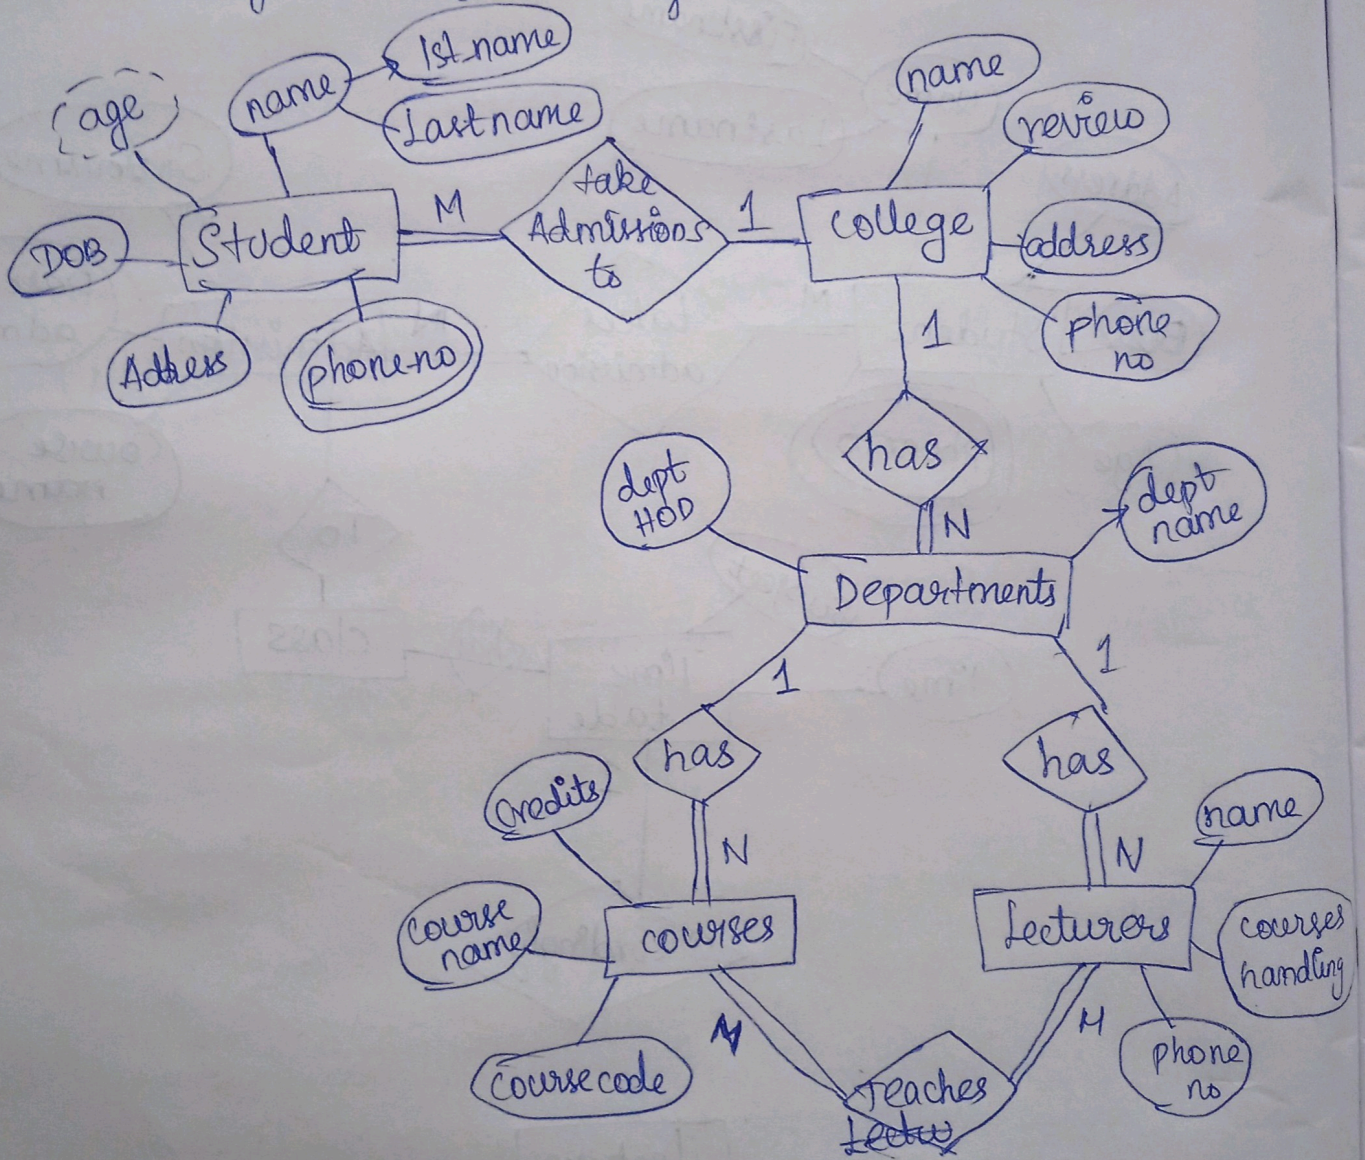 1st_name
name
Lastname
age
name
review
take
Admissions
to
M
1
Student
College
DOB
address
Address
phone-no
phone
no
1
has
dept
HOD
dept
name
N
Departments
1
1
has
has
Credits
name
N
N
course
name
courses
Lecturers
courses
handling
M
course code
teaches
phone
no